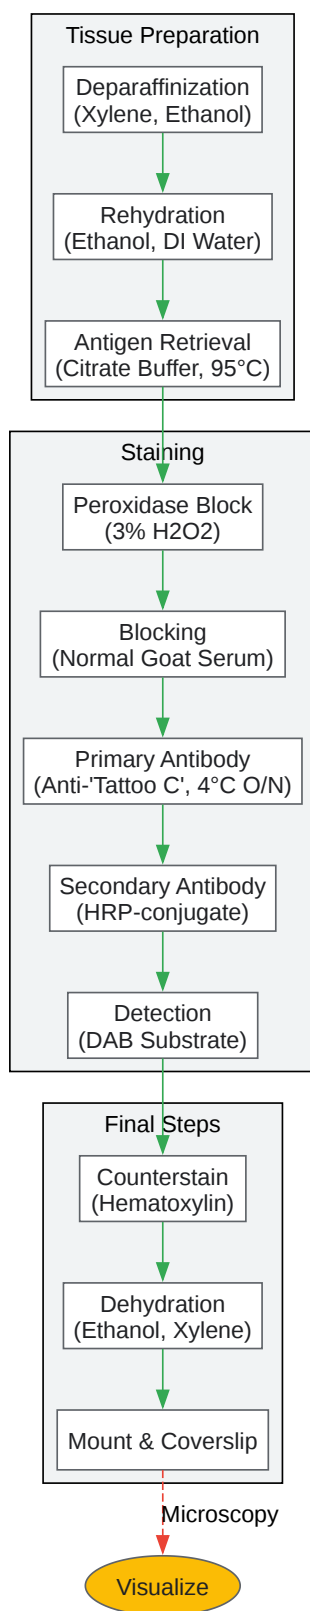 Tissue Preparation
Deparaffinization
(Xylene, Ethanol)
Rehydration
(Ethanol, DI Water)
Antigen Retrieval
(Citrate Buffer, 95°C)
Staining
Peroxidase Block
(3% H2O2)
Blocking
(Normal Goat Serum)
Primary Antibody
(Anti-'Tattoo C', 4°C O/N)
Secondary Antibody
(HRP-conjugate)
Detection
(DAB Substrate)
Final Steps
Counterstain
(Hematoxylin)
Dehydration
(Ethanol, Xylene)
Mount & Coverslip
Microscopy
Visualize